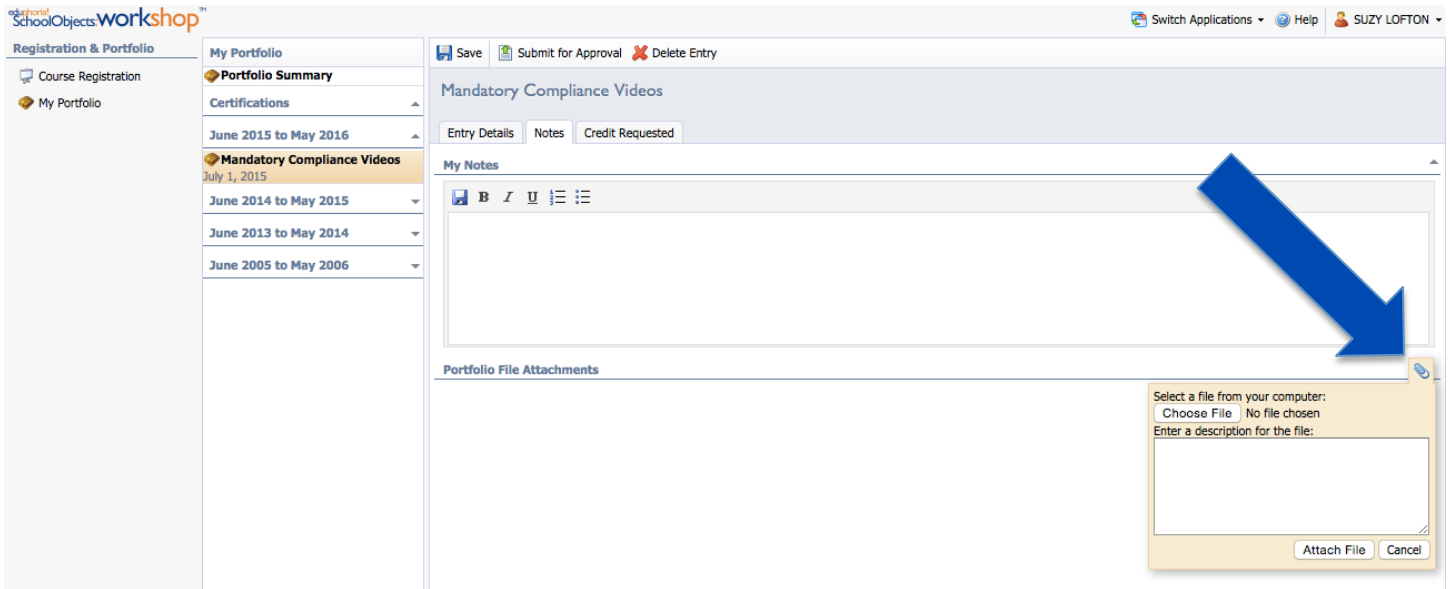 eduphoria!
SchoolObjects:workshop™
Switch Applications
Help
SUZY LOFTON
Registration & Portfolio
Course Registration
My Portfolio
My Portfolio
Portfolio Summary
Certifications
June 2015 to May 2016
Mandatory Compliance Videos
July 1, 2015
June 2014 to May 2015
June 2013 to May 2014
June 2005 to May 2006
Save Submit for Approval Delete Entry
Mandatory Compliance Videos
Entry Details Notes Credit Requested
My Notes
B I U
Portfolio File Attachments
Select a file from your computer:
Choose File No file chosen
Enter a description for the file:
Attach File Cancel